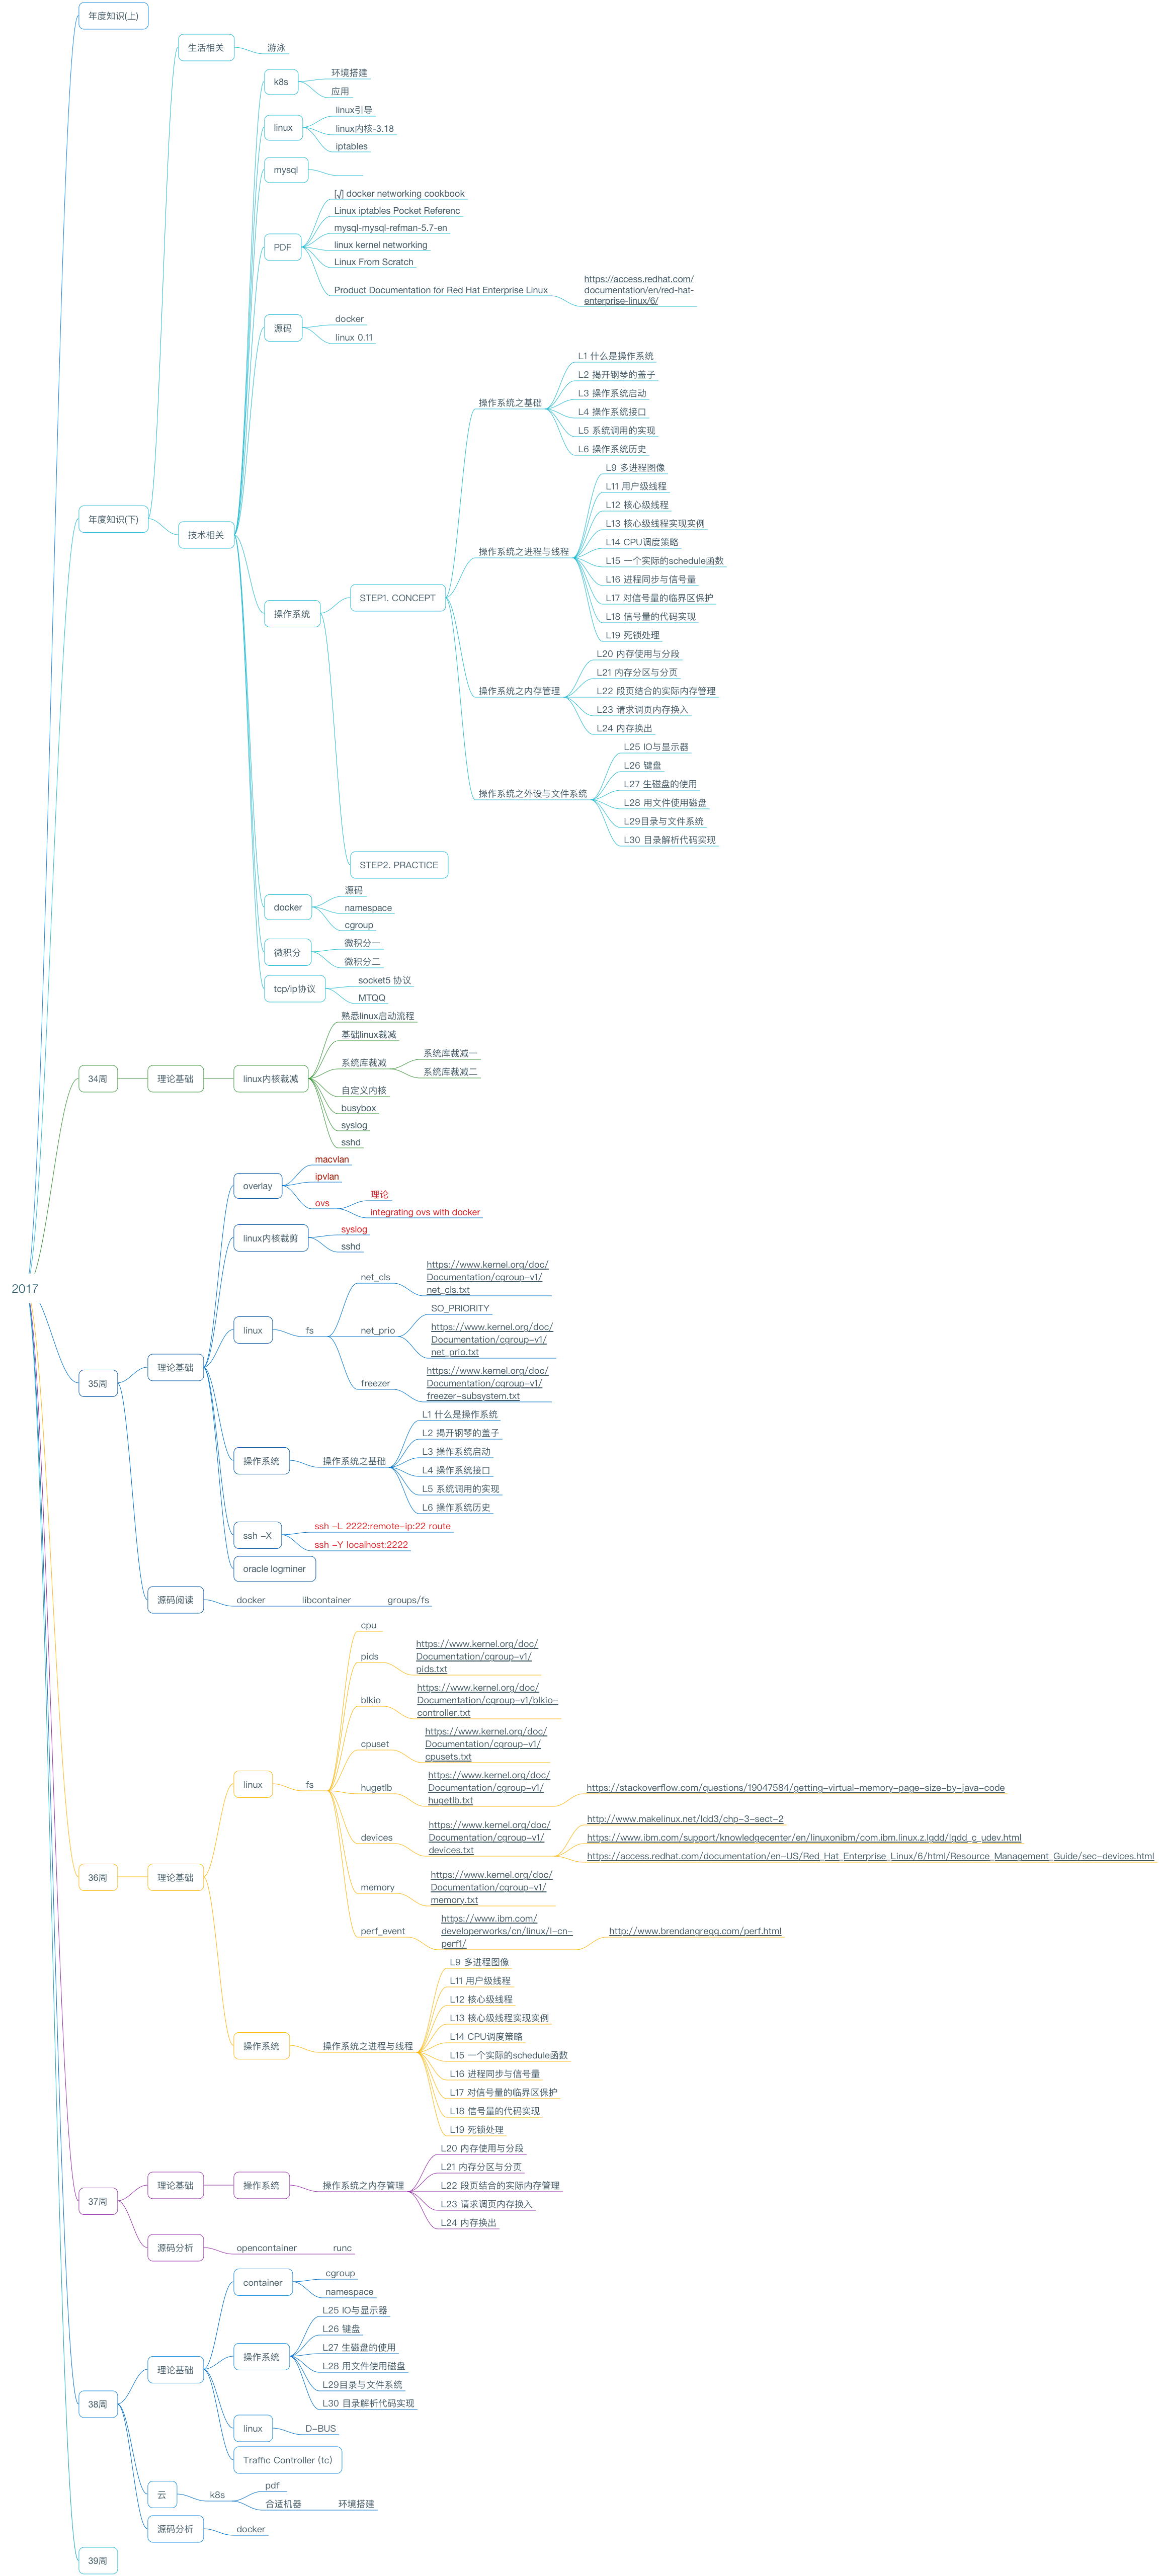 年度知识(上)
生活相关
游泳
k8s
环境搭建
应用
linux
linux引导
linux内核-3.18
iptables
mysql
PDF
[√] docker networking cookbook
Linux iptables Pocket Referenc
mysql-mysql-refman-5.7-en
linux kernel networking
Linux From Scratch
Product Documentation for Red Hat Enterprise Linux
https://access.redhat.com/
documentation/en/red-hat-
enterprise-linux/6/
源码
docker
linux 0.11
年度知识(下)
技术相关
操作系统
STEP1. CONCEPT
操作系统之基础
L1 什么是操作系统
L2 揭开钢琴的盖子
L3 操作系统启动
L4 操作系统接口
L5 系统调用的实现
L6 操作系统历史
操作系统之进程与线程
L9 多进程图像
L11 用户级线程
L12 核心级线程
L13 核心级线程实现实例
L14 CPU调度策略
L15 一个实际的schedule函数
L16 进程同步与信号量
L17 对信号量的临界区保护
L18 信号量的代码实现
L19 死锁处理
操作系统之内存管理
L20 内存使用与分段
L21 内存分区与分页
L22 段页结合的实际内存管理
L23 请求调页内存换入
L24 内存换出
操作系统之外设与文件系统
L25 IO与显示器
L26 键盘
L27 生磁盘的使用
L28 用文件使用磁盘
L29目录与文件系统
L30 目录解析代码实现
STEP2. PRACTICE
docker
源码
namespace
cgroup
微积分
微积分一
微积分二
tcp/ip协议
socket5 协议
MTQQ
34周
理论基础
linux内核裁减
熟悉linux启动流程
基础linux裁减
系统库裁减
系统库裁减一
系统库裁减二
自定义内核
busybox
syslog
sshd
2017
35周
理论基础
overlay
macvlan
ipvlan
ovs
理论
integrating ovs with docker
linux内核裁剪
syslog
sshd
linux
fs
net_cls
https://www.kernel.org/doc/
Documentation/cgroup-v1/
net_cls.txt
net_prio
SO_PRIORITY
https://www.kernel.org/doc/
Documentation/cgroup-v1/
net_prio.txt
freezer
https://www.kernel.org/doc/
Documentation/cgroup-v1/
freezer-subsystem.txt
操作系统
操作系统之基础
L1 什么是操作系统
L2 揭开钢琴的盖子
L3 操作系统启动
L4 操作系统接口
L5 系统调用的实现
L6 操作系统历史
ssh -X
ssh -L 2222:remote-ip:22 route
ssh -Y localhost:2222
oracle logminer
源码阅读
docker
libcontainer
groups/fs
36周
理论基础
linux
fs
cpu
pids
https://www.kernel.org/doc/
Documentation/cgroup-v1/
pids.txt
blkio
https://www.kernel.org/doc/
Documentation/cgroup-v1/blkio-
controller.txt
cpuset
https://www.kernel.org/doc/
Documentation/cgroup-v1/
cpusets.txt
hugetlb
https://www.kernel.org/doc/
Documentation/cgroup-v1/
hugetlb.txt
https://stackoverflow.com/questions/19047584/getting-virtual-memory-page-size-by-java-code
devices
https://www.kernel.org/doc/
Documentation/cgroup-v1/
devices.txt
http://www.makelinux.net/ldd3/chp-3-sect-2
https://www.ibm.com/support/knowledgecenter/en/linuxonibm/com.ibm.linux.z.lgdd/lgdd_c_udev.html
https://access.redhat.com/documentation/en-US/Red_Hat_Enterprise_Linux/6/html/Resource_Management_Guide/sec-devices.html
memory
https://www.kernel.org/doc/
Documentation/cgroup-v1/
memory.txt
perf_event
https://www.ibm.com/
developerworks/cn/linux/l-cn-
perf1/
http://www.brendangregg.com/perf.html
操作系统
操作系统之进程与线程
L9 多进程图像
L11 用户级线程
L12 核心级线程
L13 核心级线程实现实例
L14 CPU调度策略
L15 一个实际的schedule函数
L16 进程同步与信号量
L17 对信号量的临界区保护
L18 信号量的代码实现
L19 死锁处理
37周
理论基础
操作系统
操作系统之内存管理
L20 内存使用与分段
L21 内存分区与分页
L22 段页结合的实际内存管理
L23 请求调页内存换入
L24 内存换出
源码分析
opencontainer
runc
38周
理论基础
container
cgroup
namespace
操作系统
L25 IO与显示器
L26 键盘
L27 生磁盘的使用
L28 用文件使用磁盘
L29目录与文件系统
L30 目录解析代码实现
linux
D-BUS
Traffic Controller (tc)
云
k8s
pdf
合适机器
环境搭建
源码分析
docker
39周